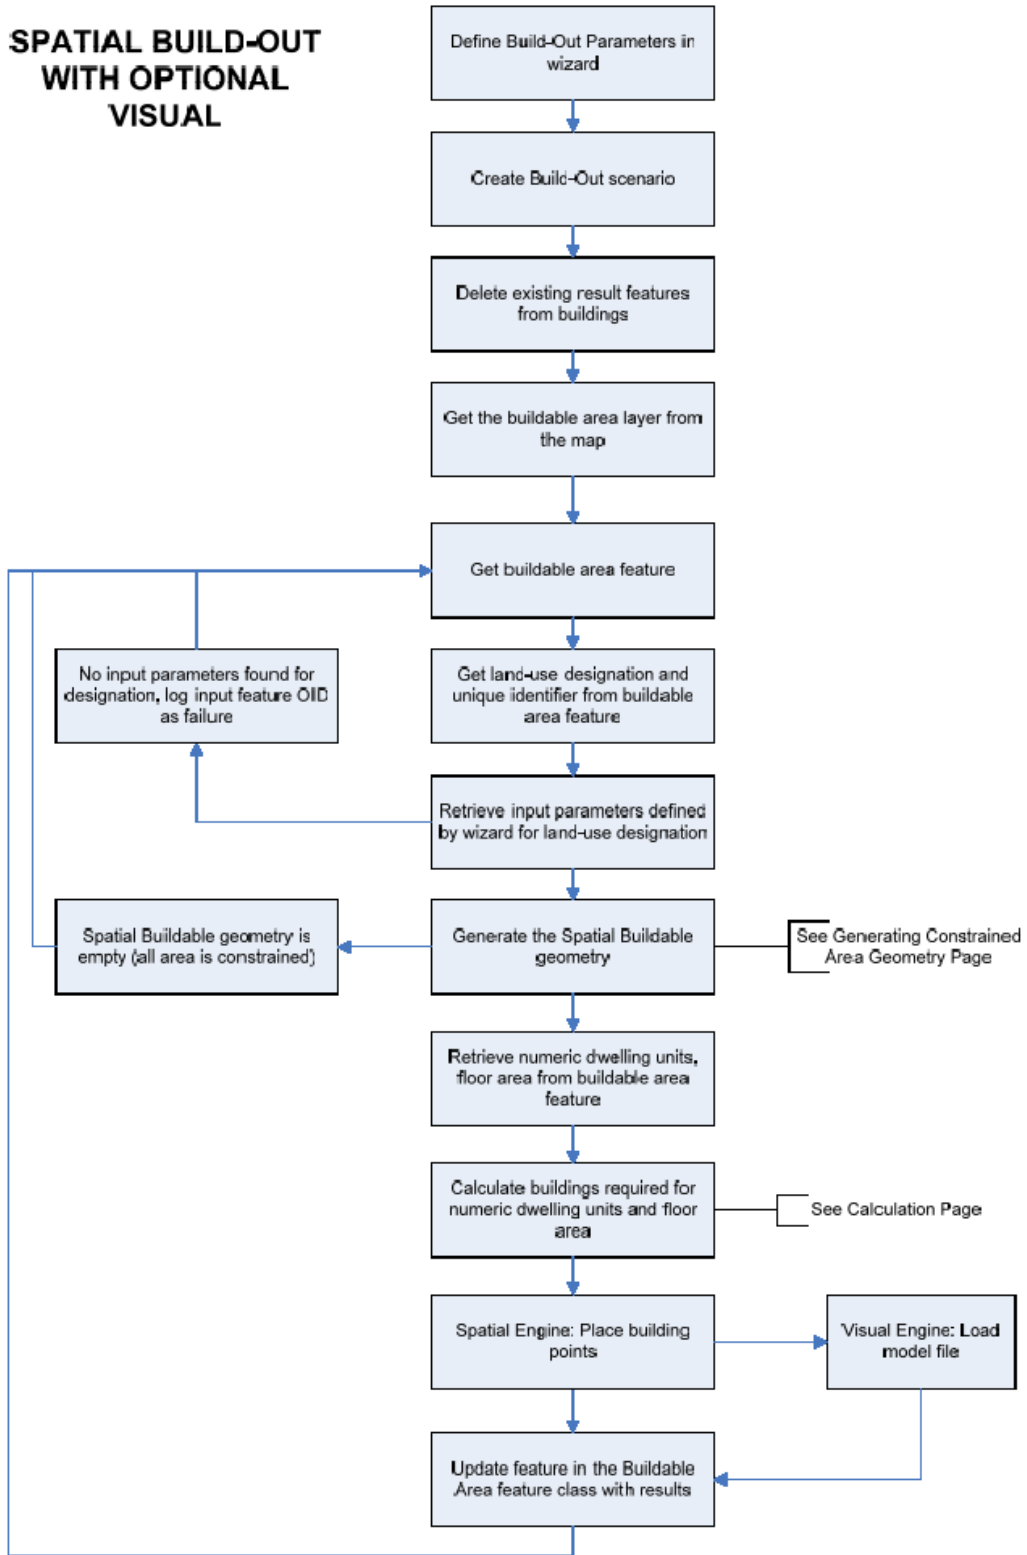 SPATIAL BUILD-OUT
WITH OPTIONAL
VISUAL
Define Build-Out Parameters in
wizard
Create Build-Out scenario
Delete existing result features
from buildings
Get the buildable area layer from
the map
Get buildable area feature
No input parameters found for
designation, log input feature OID
as failure
Get land-use designation and
unique identifier from buildable
area feature
Retrieve input parameters defined
by wizard for land-use designation
Spatial Buildable geometry is
empty (all area is constrained)
Generate the Spatial Buildable
geometry
See Generating Constrained
Area Geometry Page
Retrieve numeric dwelling units,
floor area from buildable area
feature
Calculate buildings required for
numeric dwelling units and floor
area
See Calculation Page
Spatial Engine: Place building
points
Visual Engine: Load
model file
Update feature in the Buildable
Area feature class with results